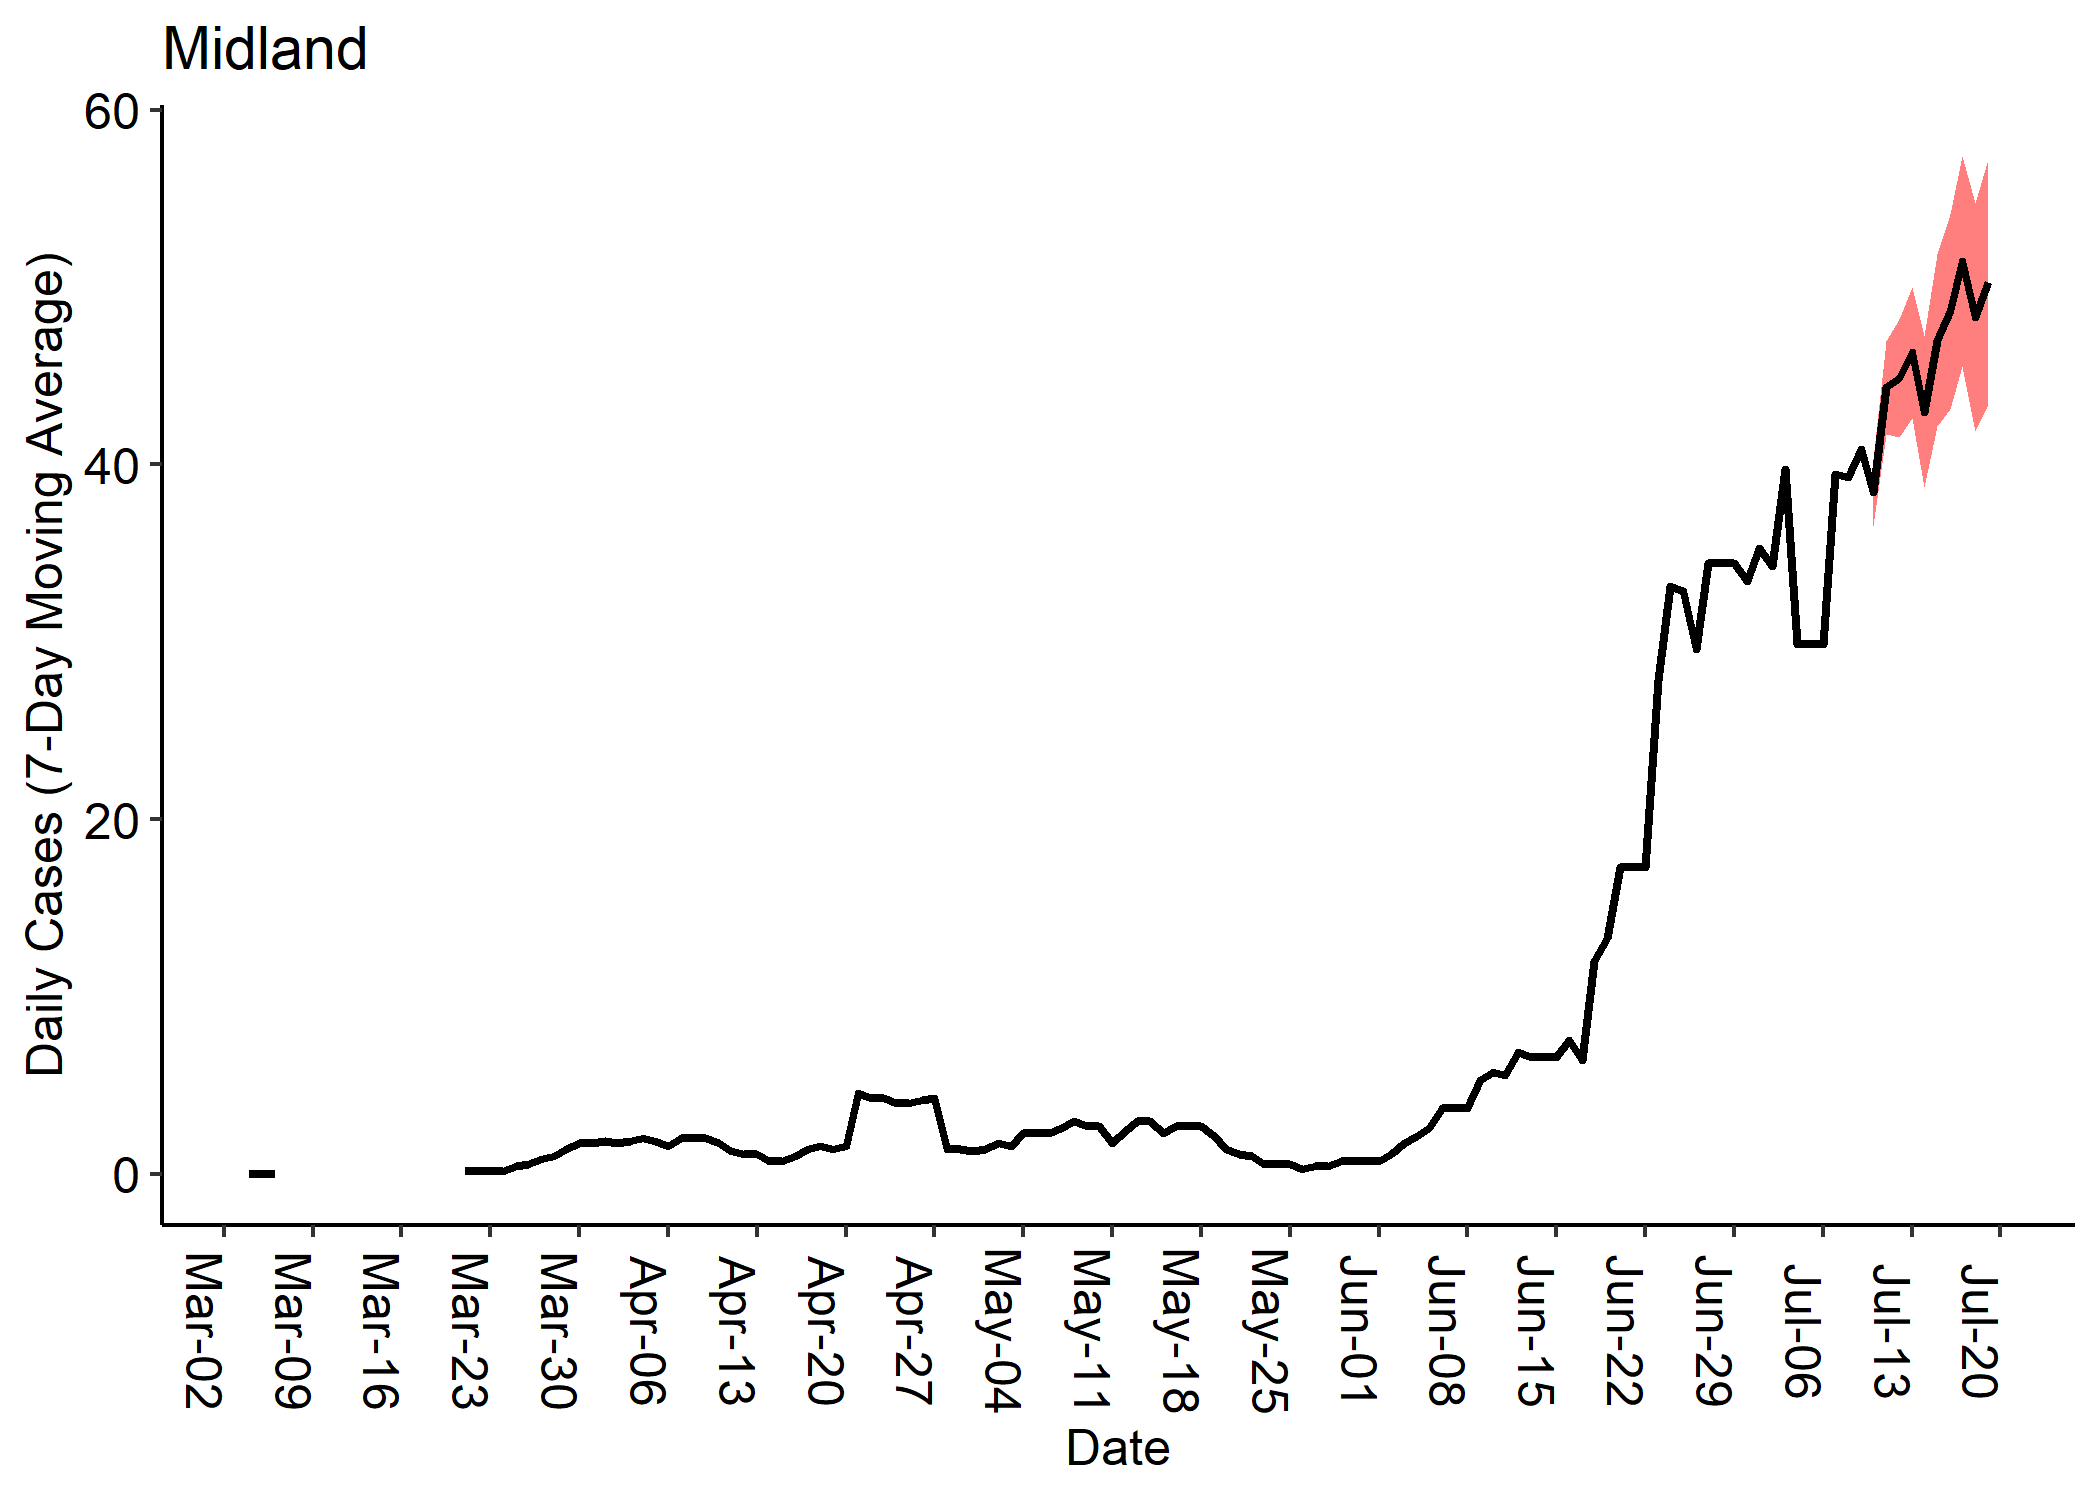 Midland
Daily Cases (7-Day Moving Average)
60
40
20
0
Mar-02
Mar-09
Mar-16
Mar-23
Mar-30
Apr-06
Apr-13
Apr-20
Apr-27
May-04
May-11
May-18
May-25
Jun-01
Jun-08
Jun-15
Jun-22
Jun-29
Jul-06
Jul-13
Jul-20
Date